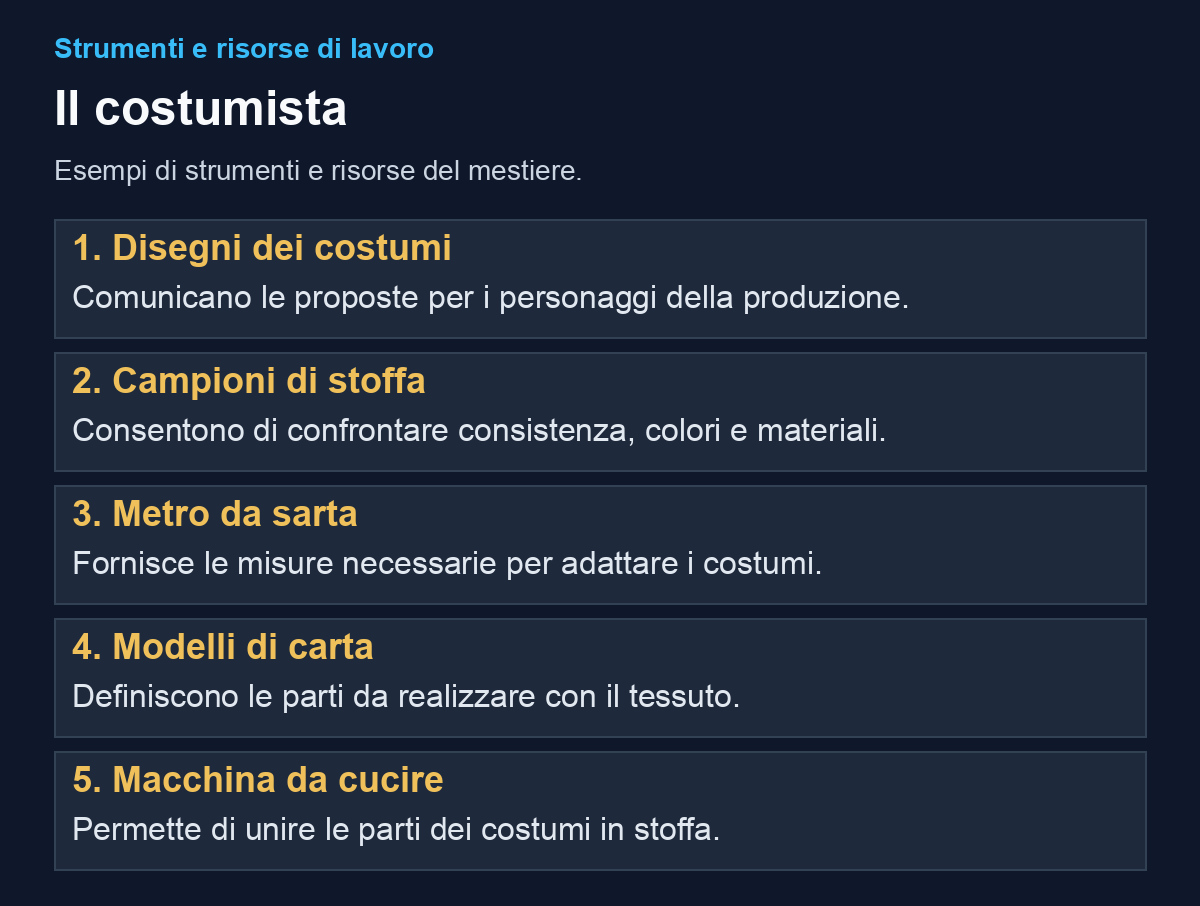 Strumenti e risorse di lavoro
Il costumista
Esempi di strumenti e risorse del mestiere.
1. Disegni dei costumi
Comunicano le proposte per i personaggi della produzione.
2. Campioni di stoffa
Consentono di confrontare consistenza, colori e materiali.
3. Metro da sarta
Fornisce le misure necessarie per adattare i costumi.
4. Modelli di carta
Definiscono le parti da realizzare con il tessuto.
5. Macchina da cucire
Permette di unire le parti dei costumi in stoffa.